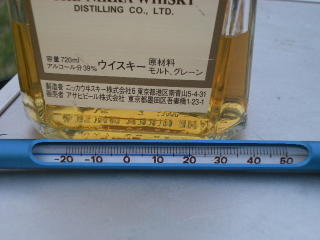 THE NIKKA WHISKY
DISTILLING CO., LTD.
容量 720ml
アルコール分39% ウイスキー 原材料 モルト、グレーン
製造者 ニッカウヰスキー株式会社6 東京都港区南青山5-4-31
販売者 アサヒビール株式会社 東京都墨田区吾妻橋1-23-1
-20 -10 0 10 20 30 40 50